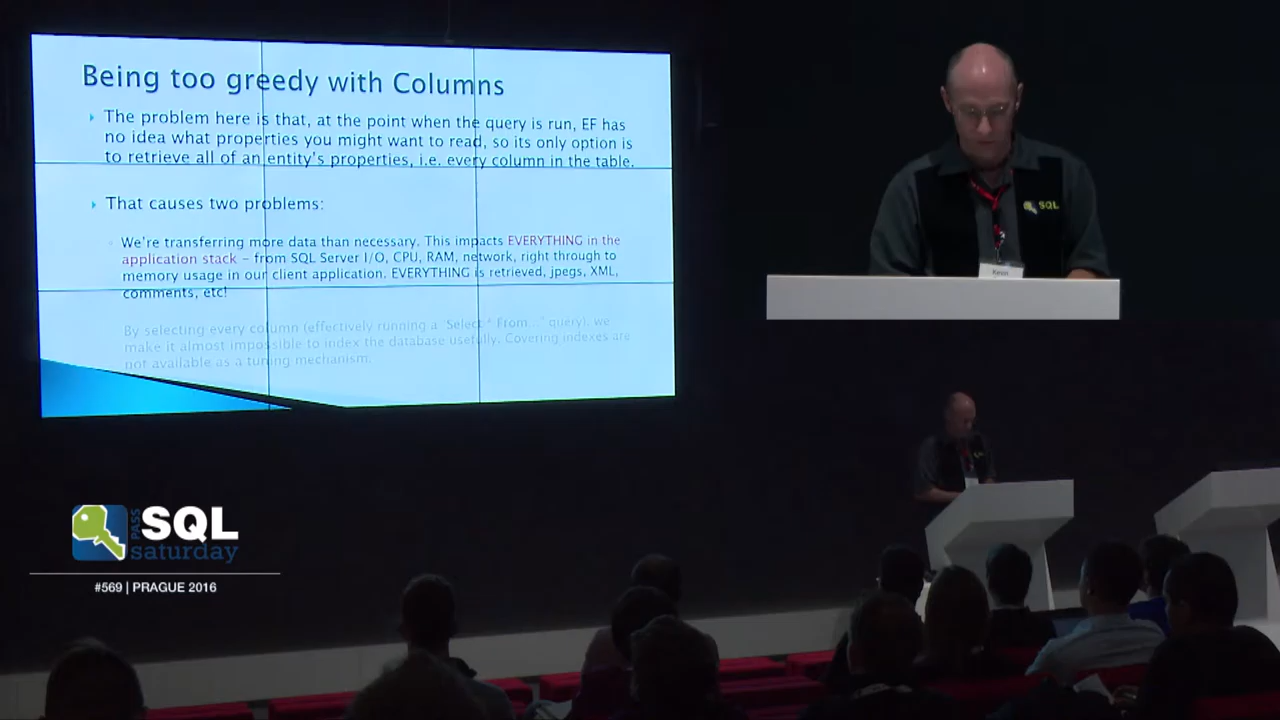 Being too greedy with Columns
The problem here is that, at the point when the query is run, EF has
no idea what properties you might want to read, so its only option is
to retrieve all of an entity's properties, i.e. every column in the table.
That causes two problems:
We're transferring more data than necessary. This impacts EVERYTHING in the
application stack – from SQL Server I/O, CPU, RAM, network, right through to
memory usage in our client application. EVERYTHING is retrieved, jpegs, XML,
comments, etc!
By selecting every column (effectively running a "Select * From..." query), we
make it almost impossible to index the database usefully. Covering indexes are
not available as a tuning mechanism.
SQL
Kevin
PASS
SQL
saturday
#569 | PRAGUE 2016